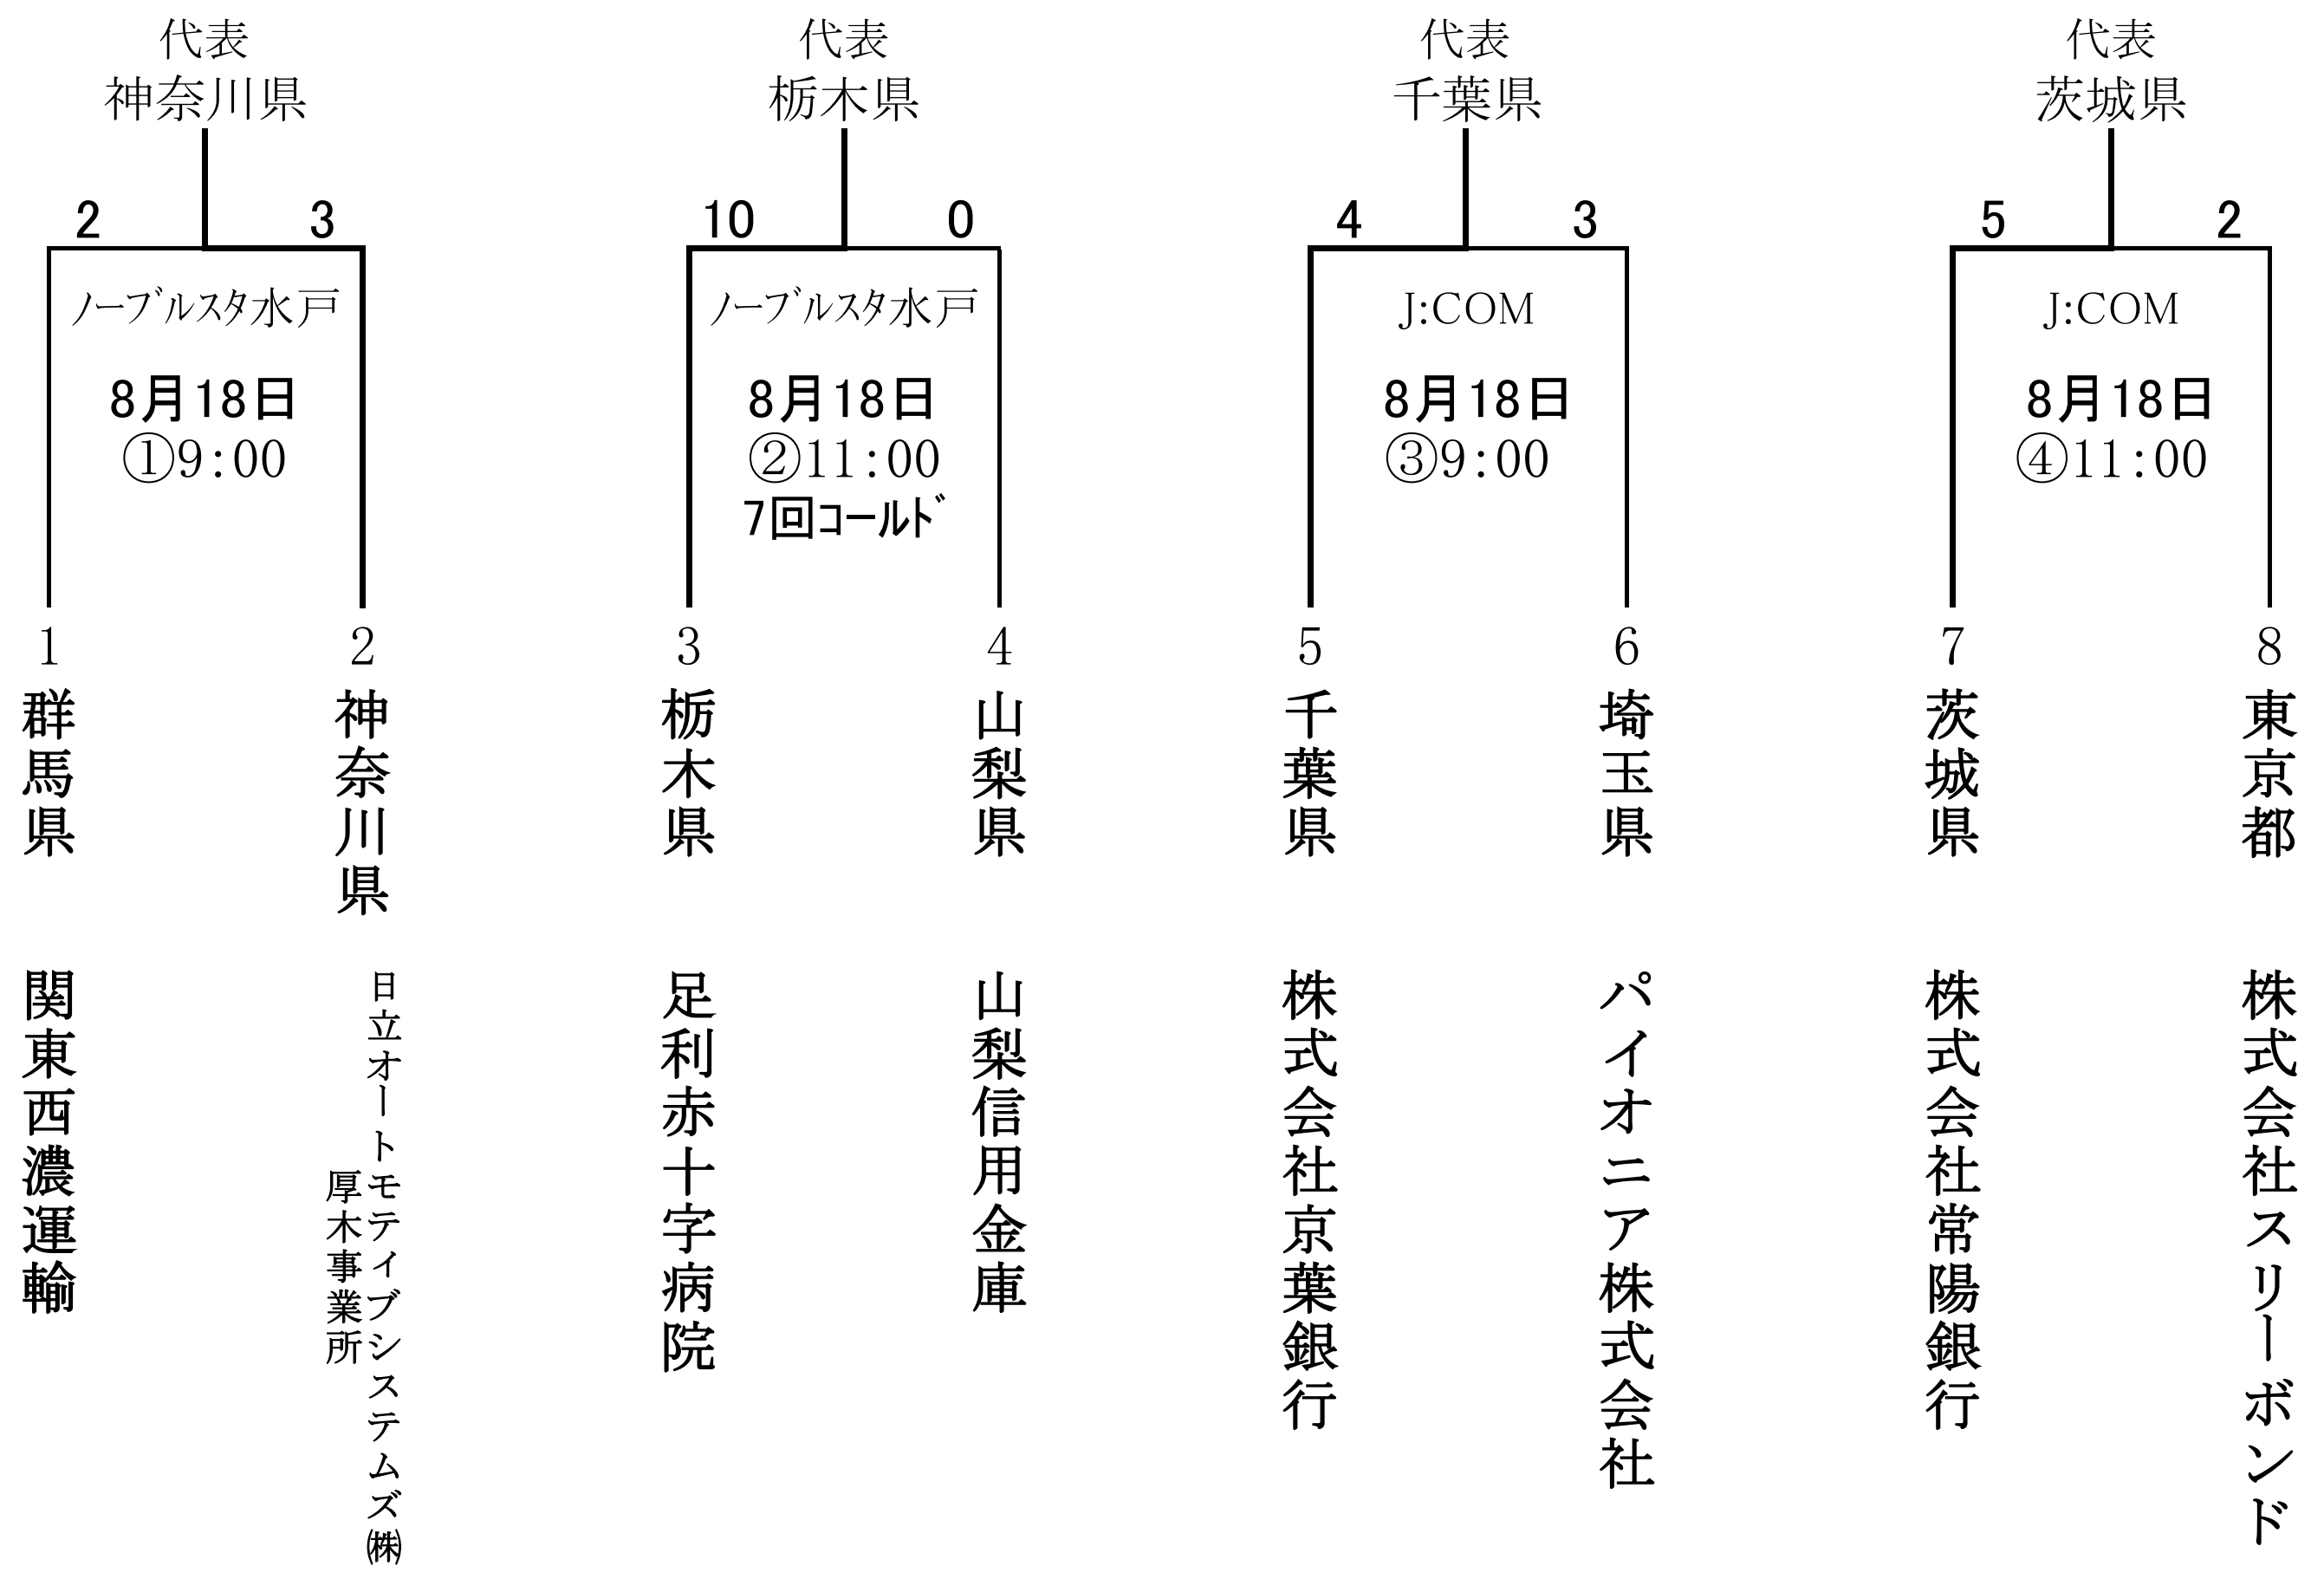 代表
神奈川県
2 3
ノーブルスタ水戸
8月18日
①9:00
1
群馬県
関東西濃運輸
2
神奈川県
日立オートモティブシステムズ㈱
厚木事業所
代表
栃木県
10 0
ノーブルスタ水戸
8月18日
②11:00
7回コールド
3
栃木県
足利赤十字病院
4
山梨県
山梨信用金庫
代表
千葉県
4 3
J:COM
8月18日
③9:00
5
千葉県
株式会社京葉銀行
6
埼玉県
パイオニア株式会社
代表
茨城県
5 2
J:COM
8月18日
④11:00
7
茨城県
株式会社常陽銀行
8
東京都
株式会社スリーボンド